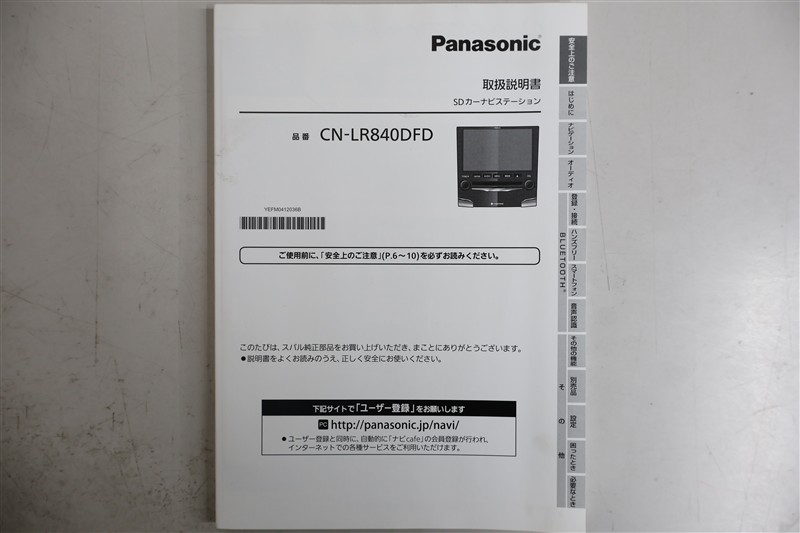 Panasonic
取扱説明書
SDカーナビステーション
品番 CN-LR840DFD
YEFM0412036B
ご使用前に、「安全上のご注意」(P.6～10)を必ずお読みください。
このたびは、スバル純正部品をお買い上げいただき、まことにありがとうございます。
●説明書をよくお読みのうえ、正しく安全にお使いください。
下記サイトで「ユーザー登録」をお願いします
PC http://panasonic.jp/navi/
●ユーザー登録と同時に、自動的に「ナビcafe」の会員登録が行われ、
インターネットでの各種サービスをご利用いただけます。
安全上のご注意
はじめに
ナビゲーション
オーディオ
BLUETOOTH®
登録・接続
ハンズフリー
スマートフォン
音声認識
その他の機能
その他
別売品
設定
困ったとき
必要なとき